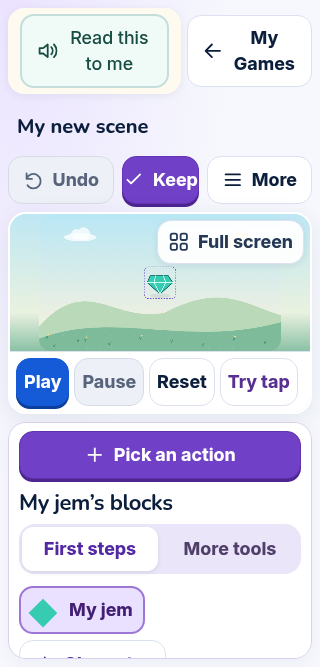 Read this
to me
My
Games
My new scene
Undo
Keep
More
Full screen
Play
Pause
Reset
Try tap
Pick an action
My jem's blocks
First steps
More tools
My jem